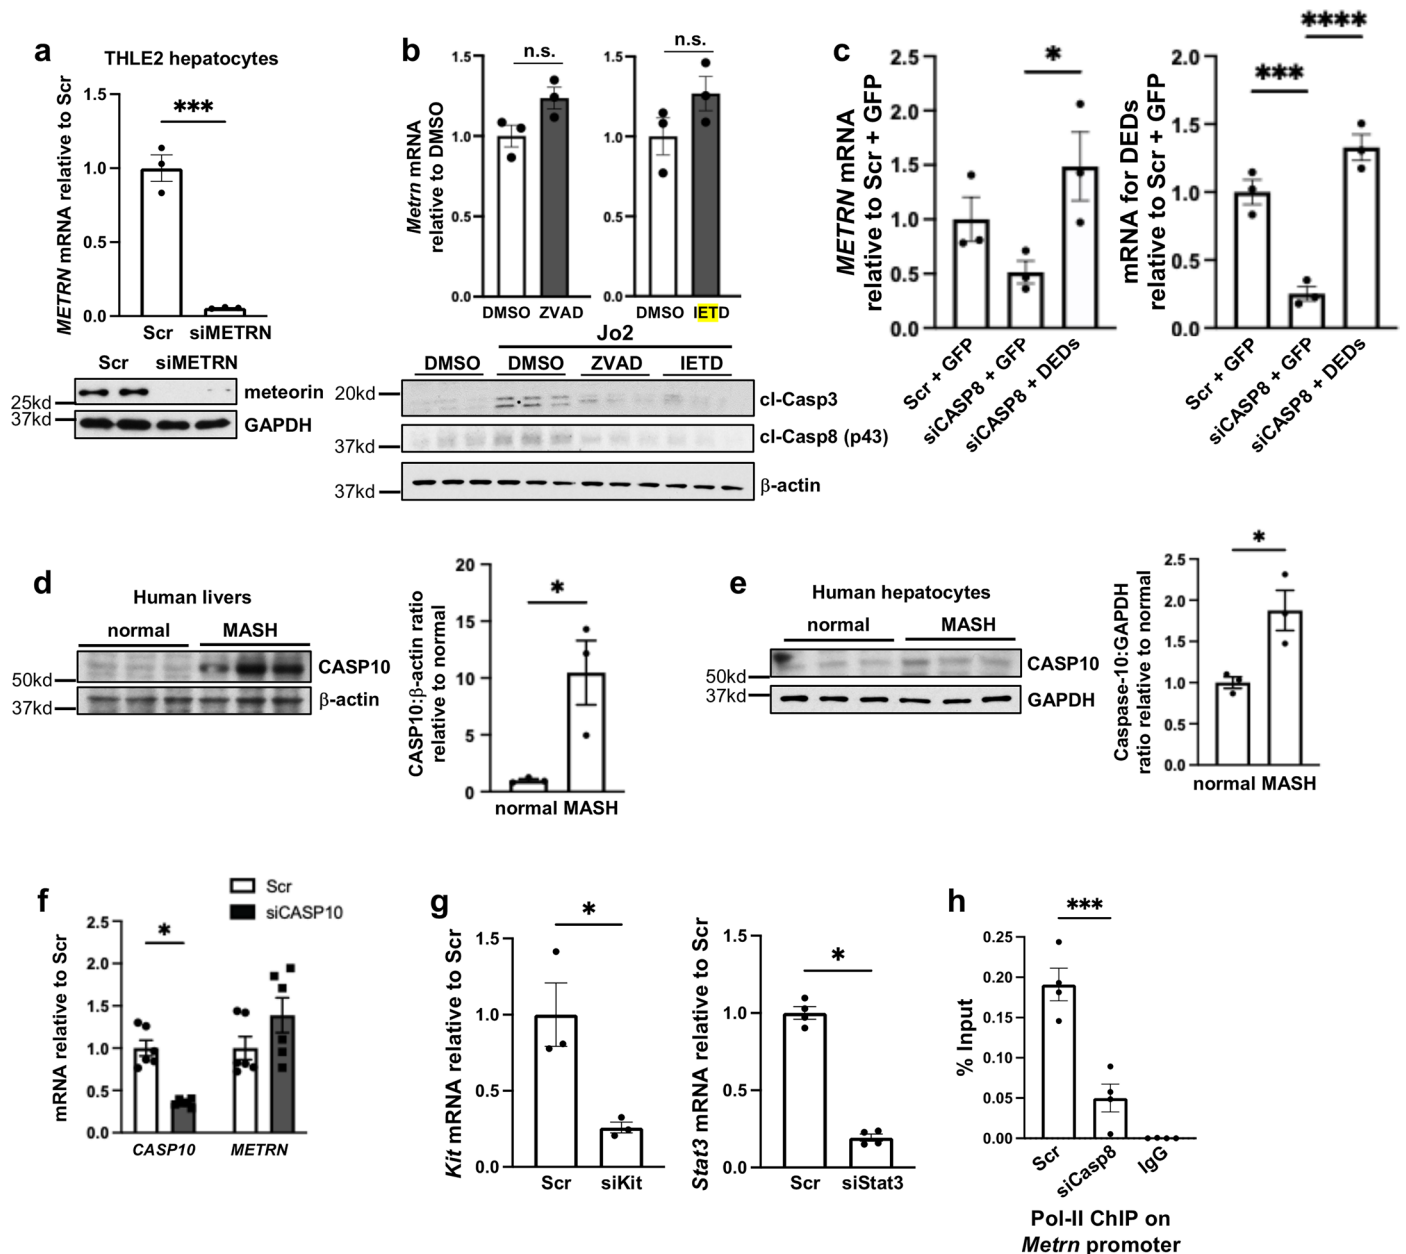 a
THLE2 hepatocytes
METRN mRNA relative to Scr
1.5
1.0
0.5
0.0
***
Scr
siMETRN
Scr
siMETRN
25kd
37kd
meteorin
GAPDH
b
Metrn mRNA
relative to DMSO
1.5
1.0
0.5
0.0
n.s.
DMSO ZVAD
1.5
1.0
0.5
0.0
n.s.
DMSO IETD
Jo2
DMSO
DMSO
ZVAD
IETD
20kd
37kd
37kd
cl-Casp3
cl-Casp8 (p43)
β-actin
c
METRN mRNA
relative to Scr + GFP
2.5
2.0
1.5
1.0
0.5
0.0
*
Scr + GFP
siCASP8 + GFP
siCASP8 + DEDs
mRNA for DEDs
relative to Scr + GFP
2.0
1.5
1.0
0.5
0.0
***
****
Scr + GFP
siCASP8 + GFP
siCASP8 + DEDs
d
Human livers
normal
MASH
50kd
37kd
CASP10
β-actin
CASP10:β-actin ratio
relative to normal
20
15
10
5
0
*
normal MASH
e
Human hepatocytes
normal
MASH
50kd
37kd
CASP10
GAPDH
Caspase-10:GAPDH
ratio relative to normal
2.5
2.0
1.5
1.0
0.5
0.0
*
normal MASH
f
Scr
siCASP10
mRNA relative to Scr
2.5
2.0
1.5
1.0
0.5
0.0
*
CASP10
METRN
g
Kit mRNA relative to Scr
1.5
1.0
0.5
0.0
*
Scr
siKit
Stat3 mRNA relative to Scr
1.5
1.0
0.5
0.0
*
Scr
siStat3
h
% Input
0.25
0.20
0.15
0.10
0.05
0.00
***
Scr
siCasp8
IgG
Pol-II ChIP on
Metrn promoter